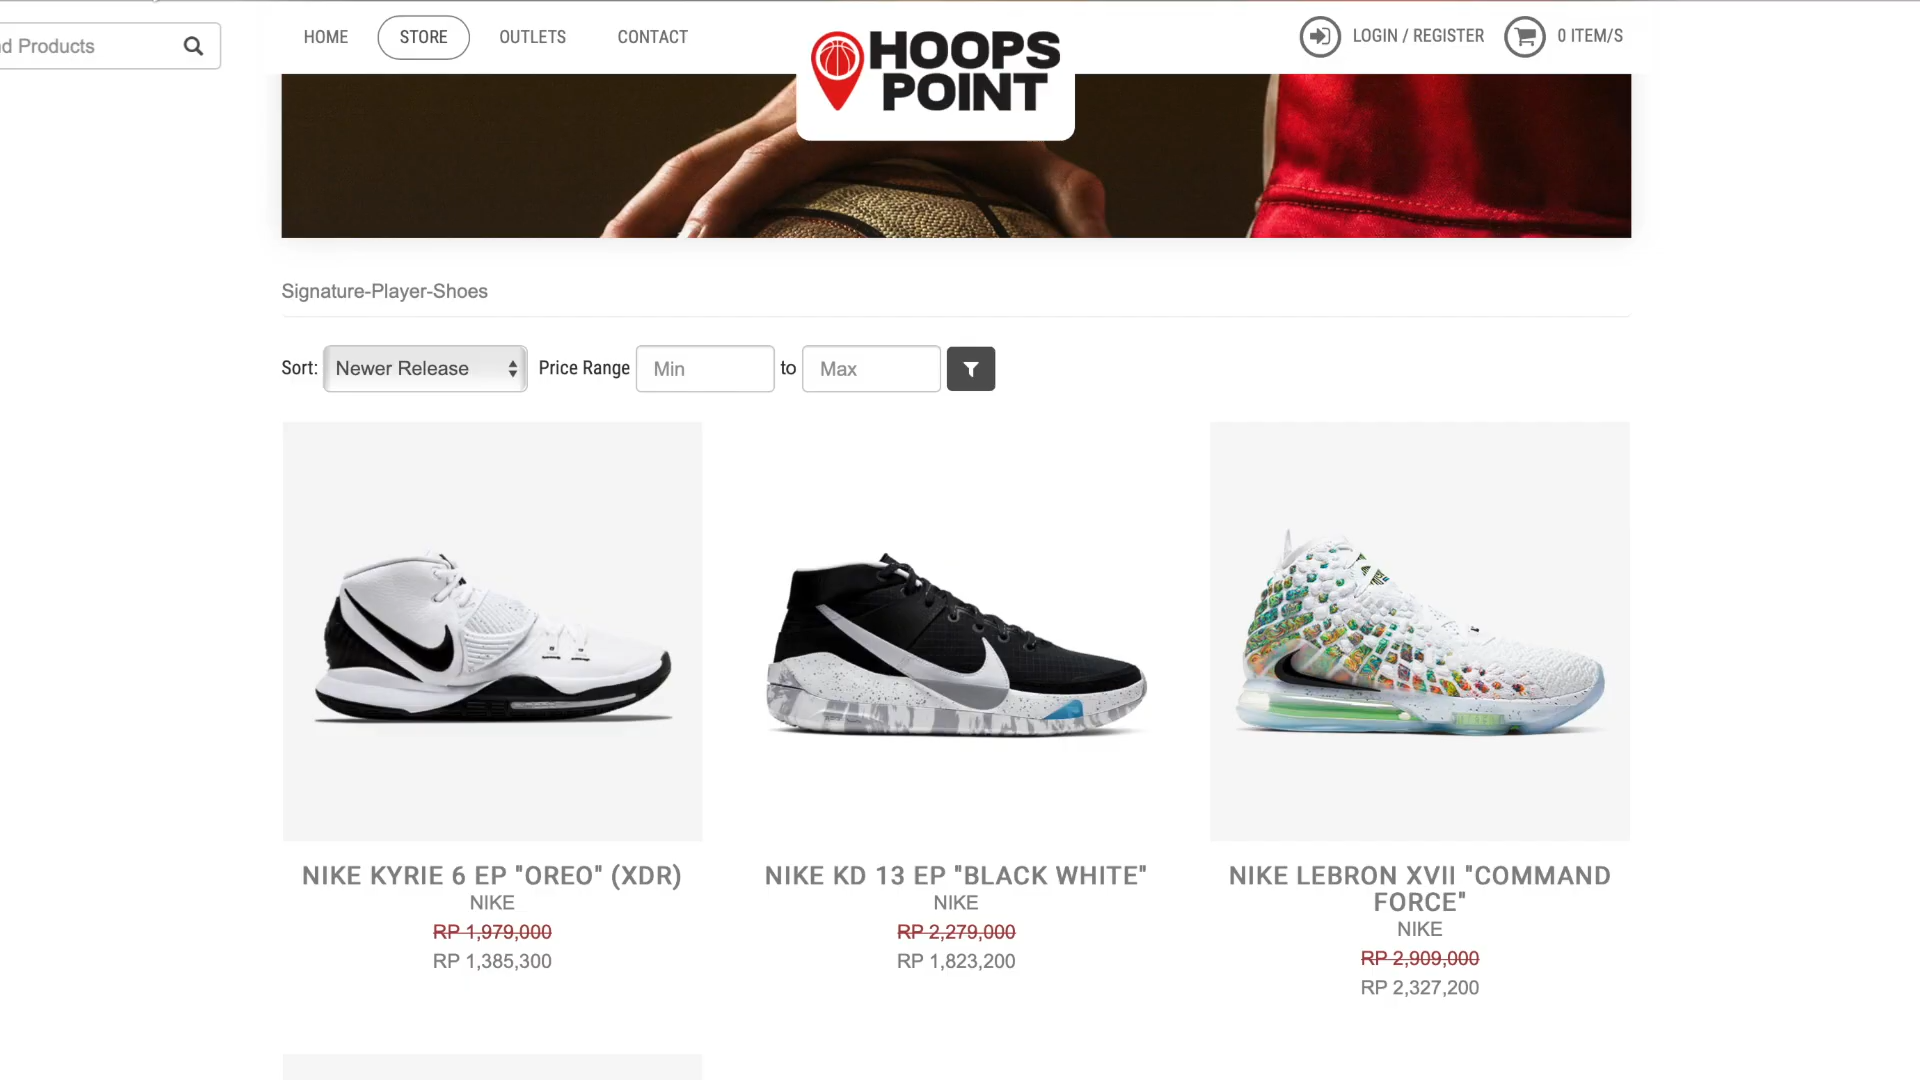 d Products
HOME
STORE
OUTLETS
CONTACT
HOOPS
POINT
LOGIN / REGISTER
0 ITEM/S
Signature-Player-Shoes
Sort: Newer Release Price Range Min to Max
NIKE KYRIE 6 EP "OREO" (XDR)
NIKE
RP 1,979,000
RP 1,385,300
NIKE KD 13 EP "BLACK WHITE"
NIKE
RP 2,279,000
RP 1,823,200
NIKE LEBRON XVII "COMMAND
FORCE"
NIKE
RP 2,909,000
RP 2,327,200